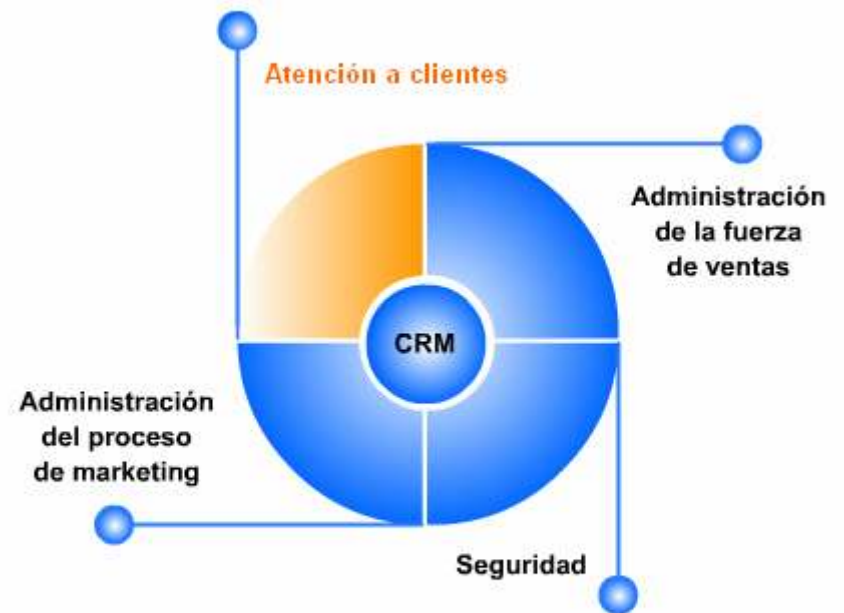 Atención a clientes
Administración
de la fuerza
de ventas
CRM
Administración
del proceso
de marketing
Seguridad